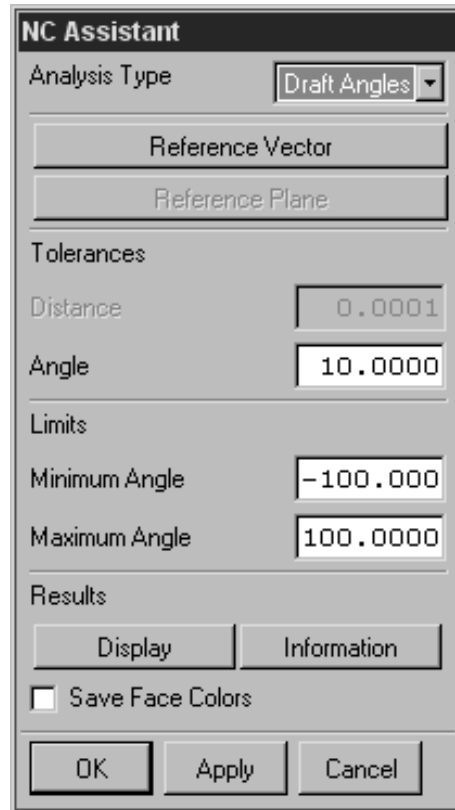 NC Assistant
Analysis Type Draft Angles
Reference Vector
Reference Plane
Tolerances
Distance 0.0001
Angle 10.0000
Limits
Minimum Angle -100.000
Maximum Angle 100.0000
Results
Display Information
Save Face Colors
OK Apply Cancel